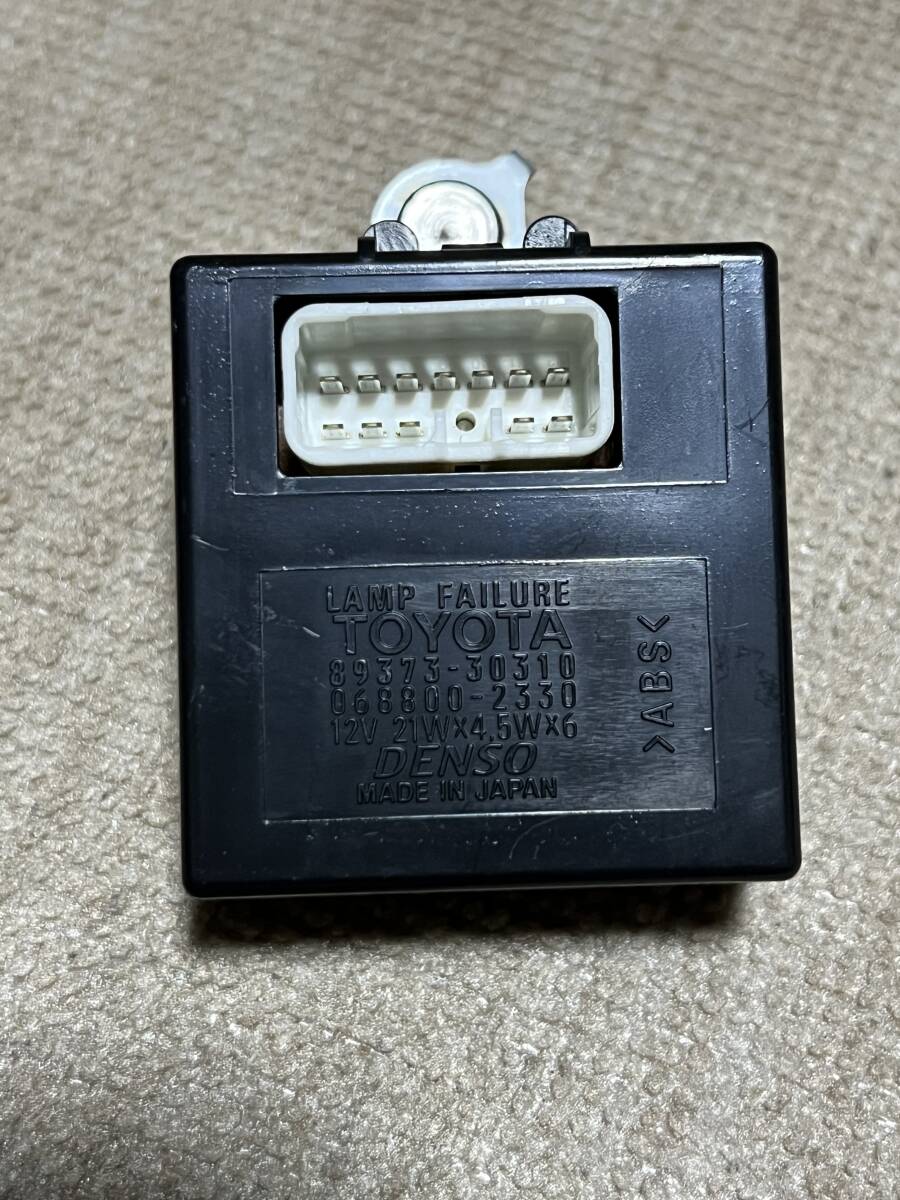 LAMP FAILURE
TOYOTA
89373-30310
068800-2330
12V 21W×4,5W×6
DENSO
MADE IN JAPAN
>ABS<